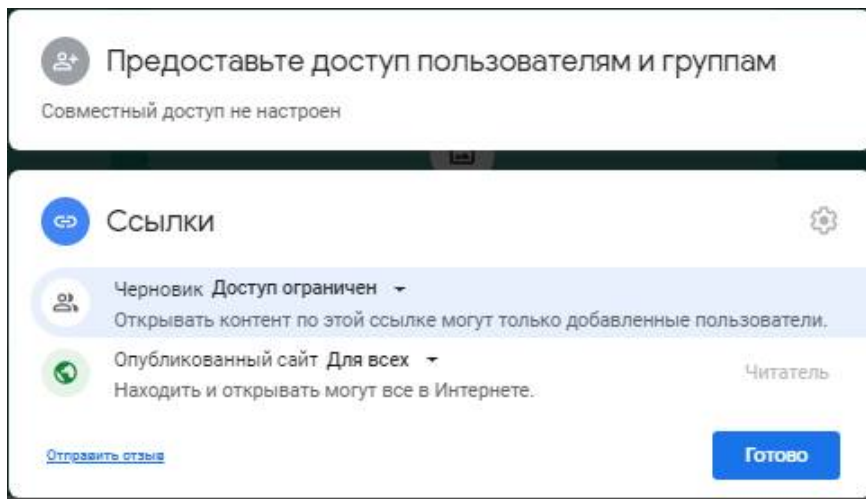 Предоставьте доступ пользователям и группам
Совместный доступ не настроен
Ссылки
Черновик Доступ ограничен
Открывать контент по этой ссылке могут только добавленные пользователи.
Опубликованный сайт Для всех
Читатель
Находить и открывать могут все в Интернете.
Отправить отзыв
Готово